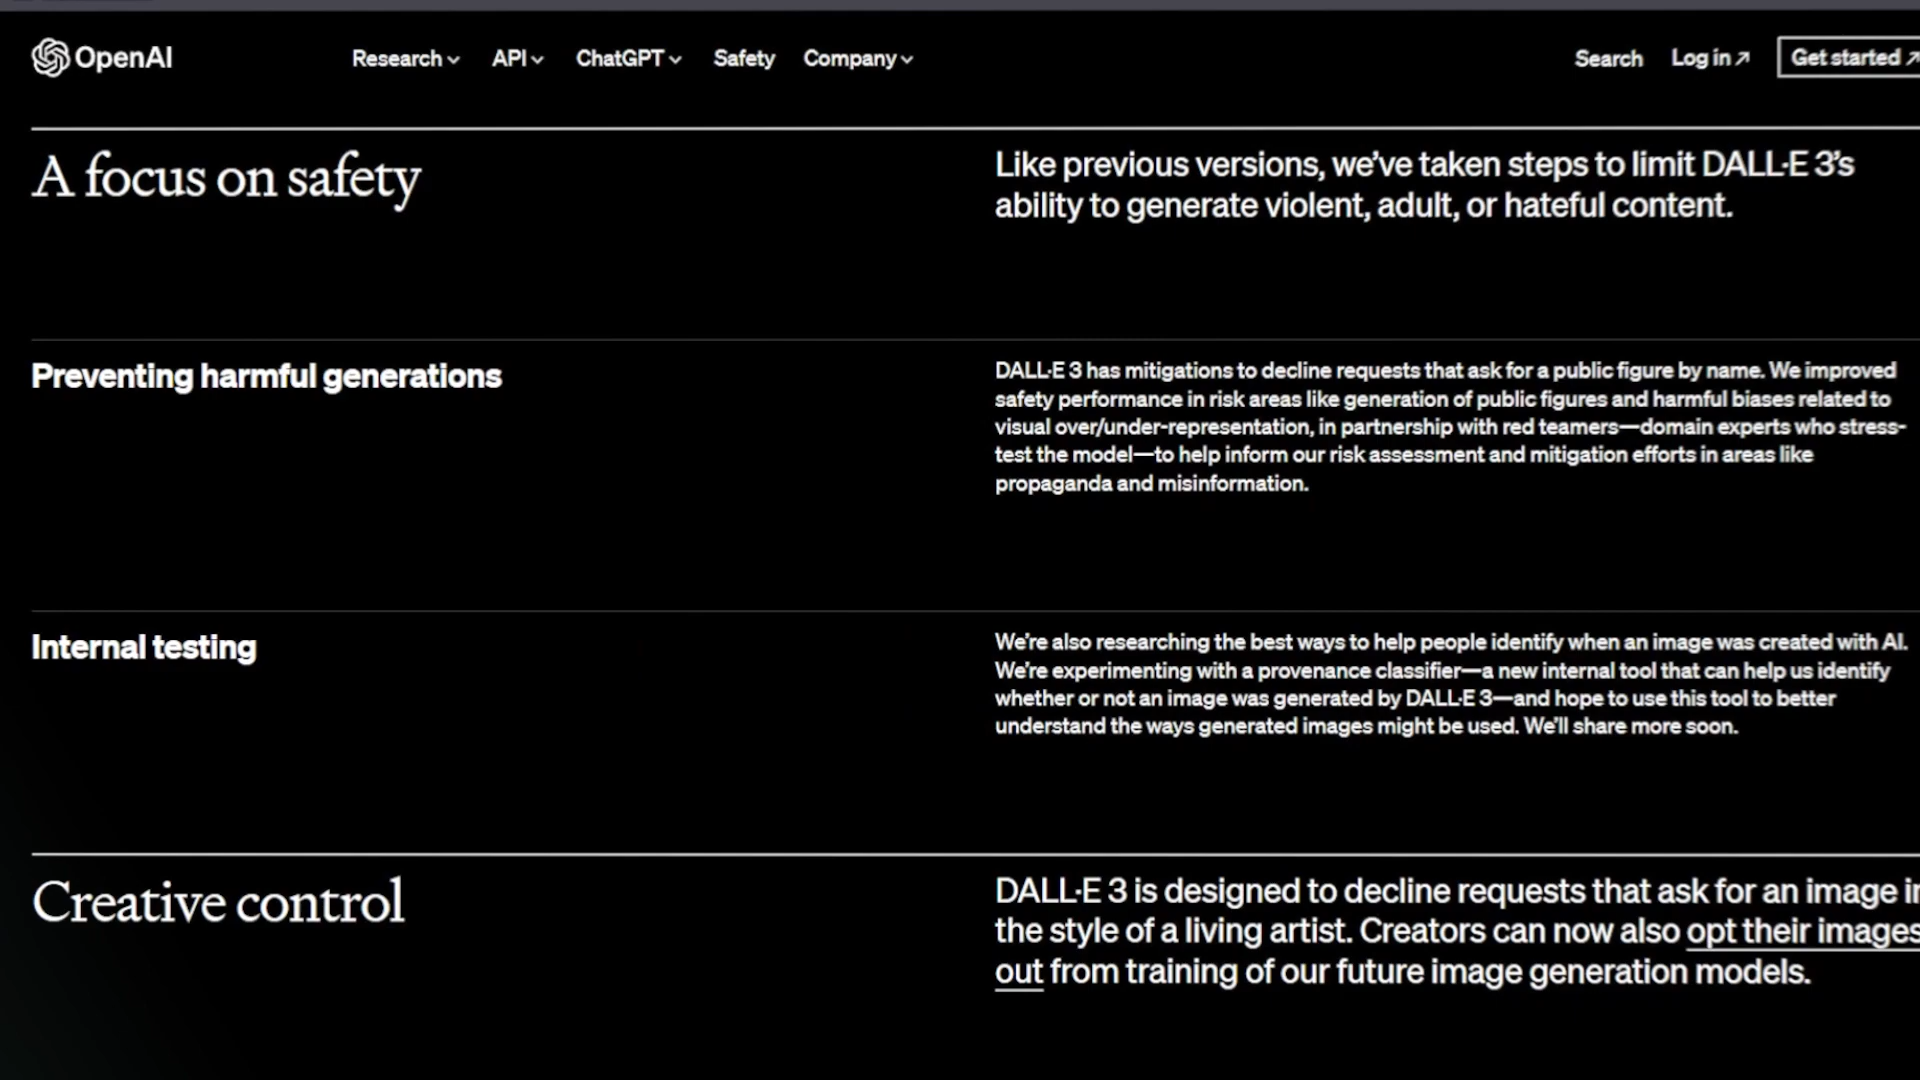 OpenAI
Research API ChatGPT Safety Company
Search Log in Get started
A focus on safety
Like previous versions, we’ve taken steps to limit DALL·E 3’s
ability to generate violent, adult, or hateful content.
Preventing harmful generations
DALL·E 3 has mitigations to decline requests that ask for a public figure by name. We improved
safety performance in risk areas like generation of public figures and harmful biases related to
visual over/under-representation, in partnership with red teamers—domain experts who stress-
test the model—to help inform our risk assessment and mitigation efforts in areas like
propaganda and misinformation.
Internal testing
We’re also researching the best ways to help people identify when an image was created with AI.
We’re experimenting with a provenance classifier—a new internal tool that can help us identify
whether or not an image was generated by DALL·E 3—and hope to use this tool to better
understand the ways generated images might be used. We’ll share more soon.
Creative control
DALL·E 3 is designed to decline requests that ask for an image in
the style of a living artist. Creators can now also opt their images
out from training of our future image generation models.